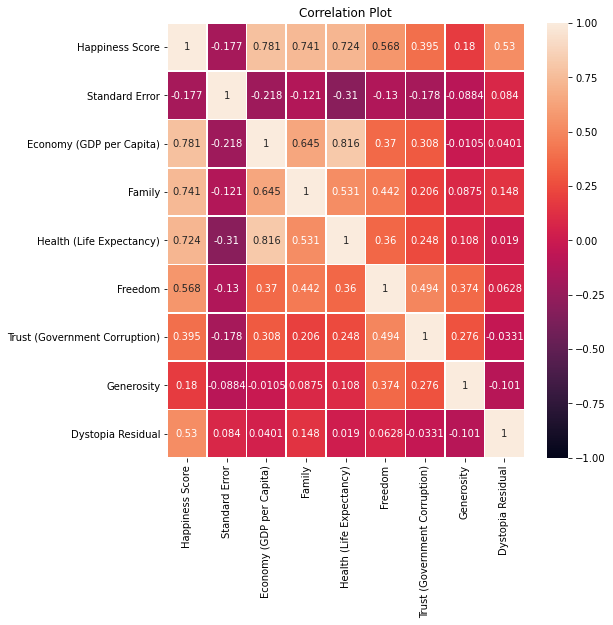 Correlation Plot
Happiness Score 1 -0.177 0.781 0.741 0.724 0.568 0.395 0.18 0.53
Standard Error -0.177 1 -0.218 -0.121 -0.31 -0.13 -0.178 -0.0884 0.084
Economy (GDP per Capita) 0.781 -0.218 1 0.645 0.816 0.37 0.308 -0.0105 0.0401
Family 0.741 -0.121 0.645 1 0.531 0.442 0.206 0.0875 0.148
Health (Life Expectancy) 0.724 -0.31 0.816 0.531 1 0.36 0.248 0.108 0.019
Freedom 0.568 -0.13 0.37 0.442 0.36 1 0.494 0.374 0.0628
Trust (Government Corruption) 0.395 -0.178 0.308 0.206 0.248 0.494 1 0.276 -0.0331
Generosity 0.18 -0.0884 -0.0105 0.0875 0.108 0.374 0.276 1 -0.101
Dystopia Residual 0.53 0.084 0.0401 0.148 0.019 0.0628 -0.0331 -0.101 1
Happiness Score
Standard Error
Economy (GDP per Capita)
Family
Health (Life Expectancy)
Freedom
Trust (Government Corruption)
Generosity
Dystopia Residual
1.00
0.75
0.50
0.25
0.00
−0.25
−0.50
−0.75
−1.00